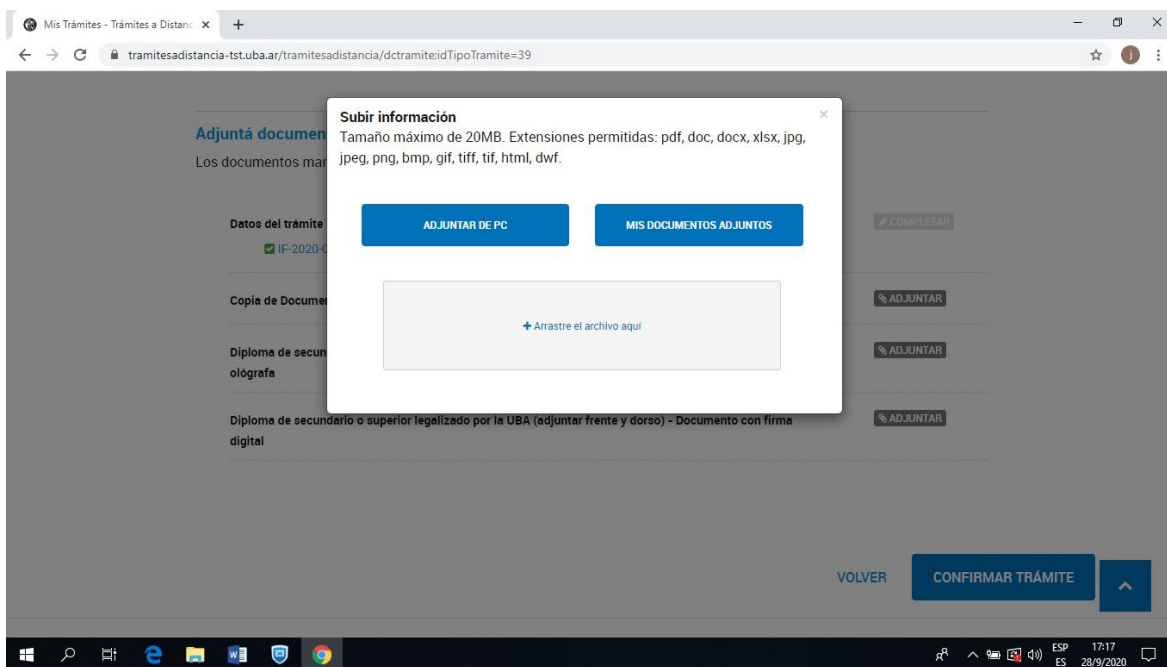 Mis Trámites - Trámites a Distanc
tramitesadistancia-tst.uba.ar/tramitesadistancia/dctramite;idTipoTramite=39
j
Subir información
Tamaño máximo de 20MB. Extensiones permitidas: pdf, doc, docx, xlsx, jpg,
jpeg, png, bmp, gif, tiff, tif, html, dwf.
ADJUNTAR DE PC
MIS DOCUMENTOS ADJUNTOS
+ Arrastre el archivo aquí
Adjuntá documen
Los documentos mar
Datos del trámite
COMPLETAR
IF-2020-0
Copia de Documen
ADJUNTAR
Diploma de secun
ológrafa
ADJUNTAR
Diploma de secundario o superior legalizado por la UBA (adjuntar frente y dorso) - Documento con firma
digital
ADJUNTAR
VOLVER
CONFIRMAR TRÁMITE
ESP
ES
17:17
28/9/2020